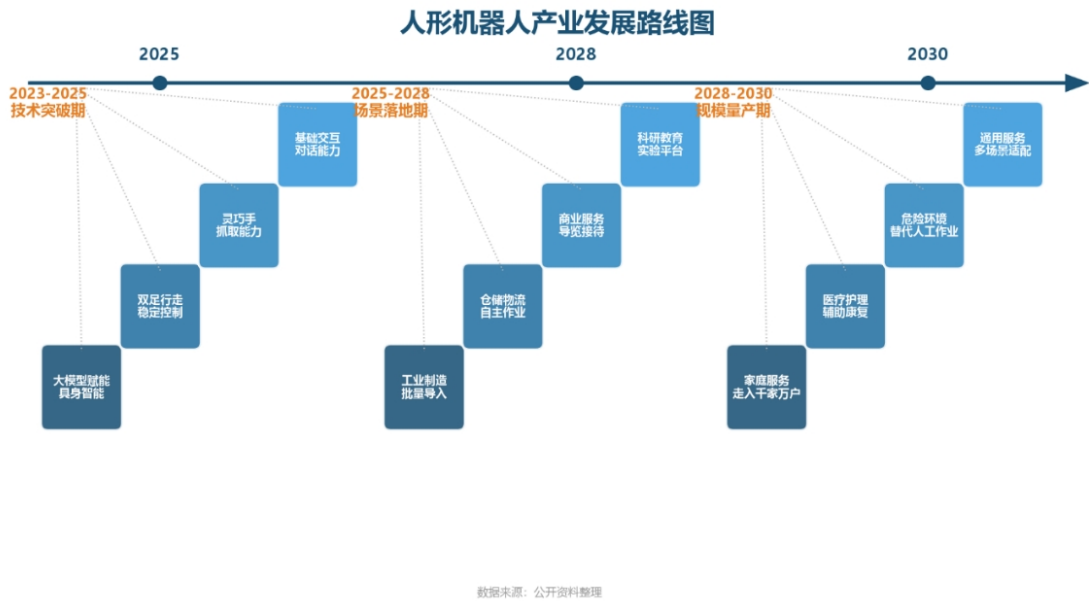 人形机器人产业发展路线图
2025
2028
2030
2023-2025
技术突破期
基础交互
对话能力
灵巧手
抓取能力
双足行走
稳定控制
大模型赋能
具身智能
2025-2028
场景落地期
科研教育
实验平台
商业服务
导览接待
仓储物流
自主作业
工业制造
批量导入
2028-2030
规模量产期
通用服务
多场景适配
危险环境
替代人工作业
医疗护理
辅助康复
家庭服务
走入千家万户
数据来源：公开资料整理